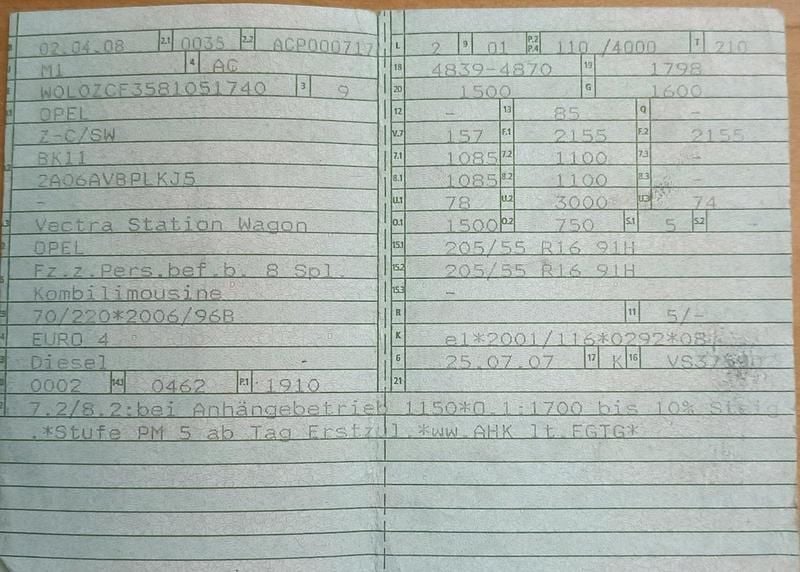 02.04.08 2.1 0035 2.2 ACP000717
M1 4 AC
W0L0ZCF3581051740 3 9
OPEL
Z-C/SW
BK11
2A06AVBPLKJ5
-
Vectra Station Wagon
OPEL
Fz.z.Pers.bef.b. 8 Spl.
Kombilimousine
70/220*2006/96B
EURO 4
Diesel -
0002 14.1 0462 P.1 1910
L 2 9 01 P.2 P.4 110 /4000 T 210
18 4839-4870 19 1798
20 1500 G 1600
12 - 13 85 Q -
V.7 157 F.1 2155 F.2 2155
7.1 1085 7.2 1100 7.3 -
8.1 1085 8.2 1100 8.3 -
U.1 78 U.2 3000 U.3 74
O.1 1500 O.2 750 S.1 5 S.2 -
15.1 205/55 R16 91H
15.2 205/55 R16 91H
15.3 -
R 11 5/-
K e1*2001/116*0292*08
6 25.07.07 17 K 16
21
7.2/8.2:bei Anhängebetrieb 1150*O.1:1700 bis 10% Steig
.*Stufe PM 5 ab Tag Erstzul.*ww.AHK lt.EGTG*